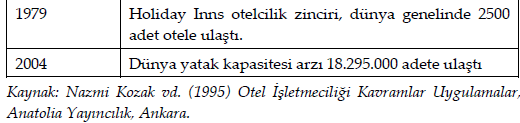 1979 Holiday Inns otelcilik zinciri, dünya genelinde 2500
adet otele ulaştı.
2004 Dünya yatak kapasitesi arzı 18.295.000 adete ulaştı
Kaynak: Nazmi Kozak vd. (1995) Otel İşletmeciliği Kavramlar Uygulamalar,
Anatolia Yayıncılık, Ankara.